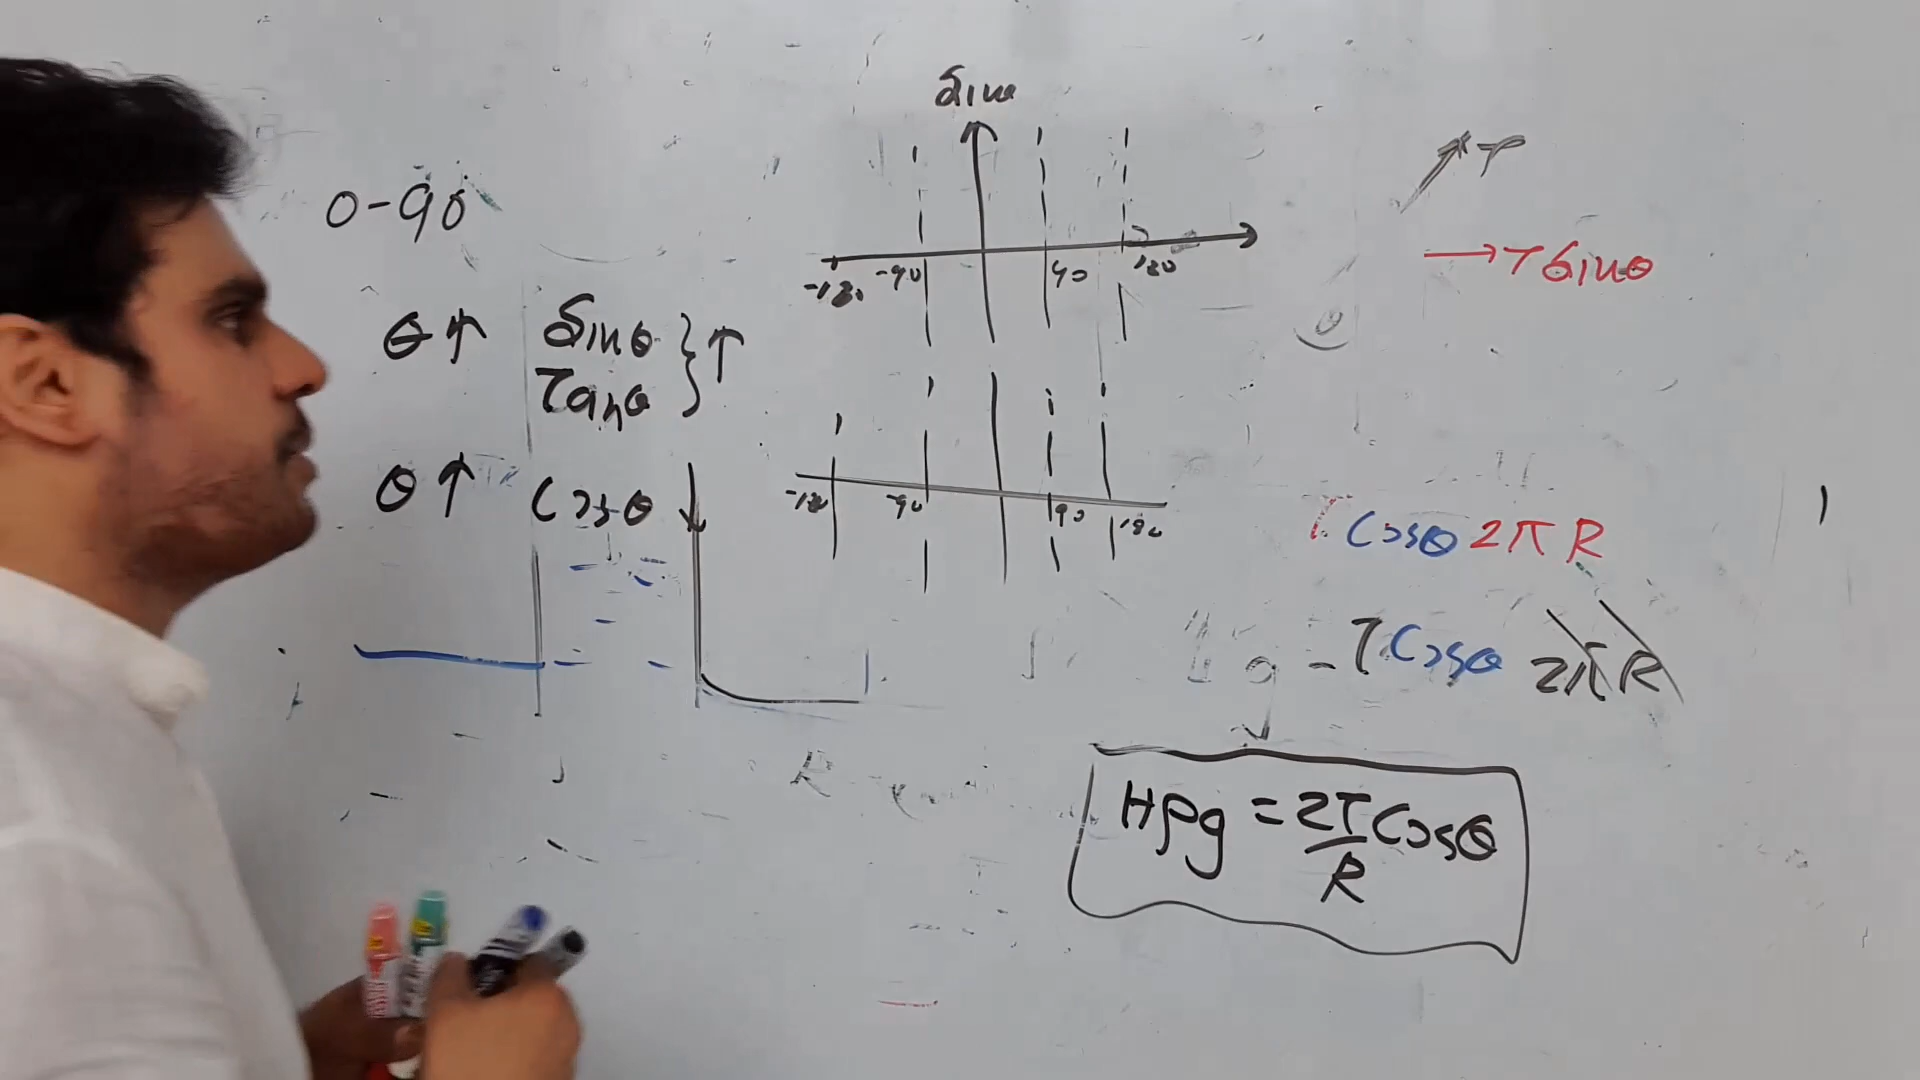 0-90
θ↑ Sinθ
Tanθ } ↑
θ↑ Cosθ ↓
Sinθ
-180 -90 90 180
-180 -90 90 180
T
→ T Sinθ
θ
T Cosθ 2πR
g - T Cosθ 2πR
R
Hρg = 2T/R Cosθ